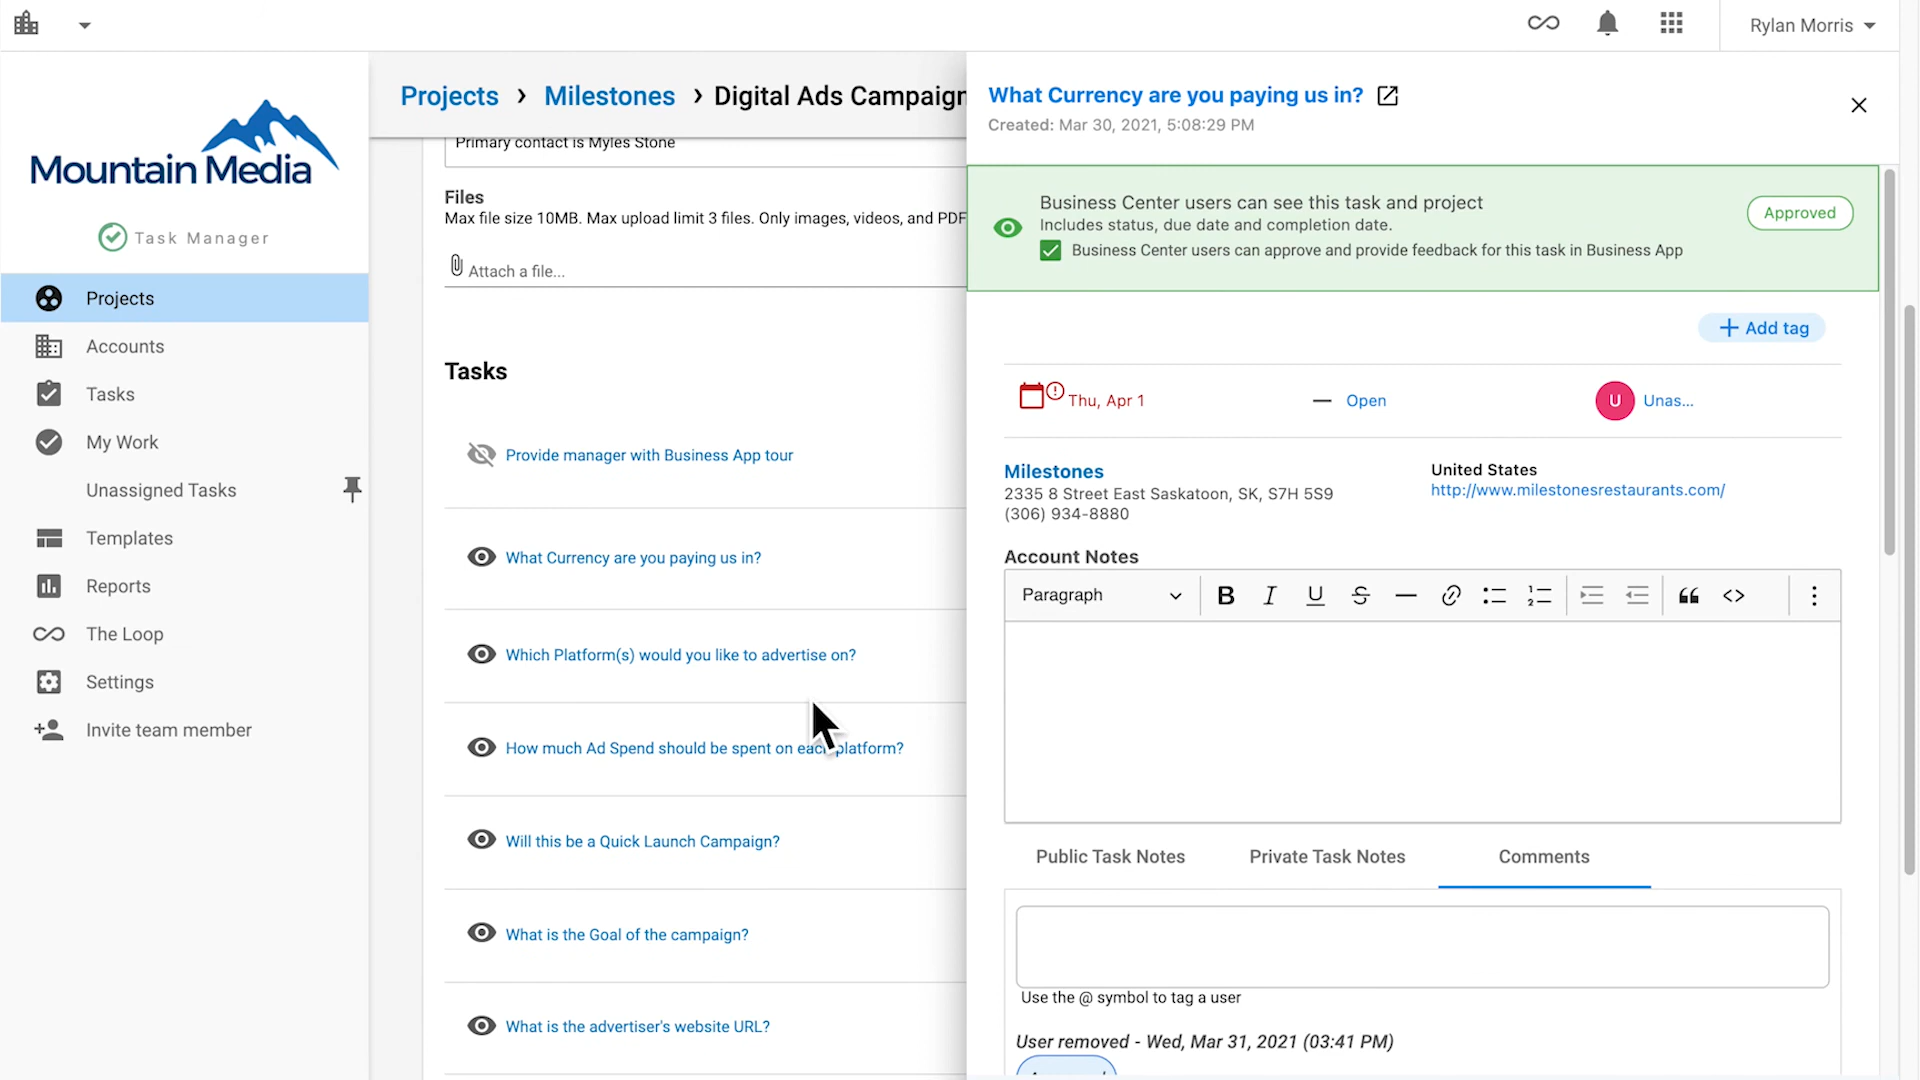 Rylan Morris
Mountain Media
Task Manager
Projects
Accounts
Tasks
My Work
Unassigned Tasks
Templates
Reports
The Loop
Settings
Invite team member
Projects › Milestones › Digital Ads Campaign
Primary contact is Myles Stone
Files
Max file size 10MB. Max upload limit 3 files. Only images, videos, and PDF
Attach a file...
Tasks
Provide manager with Business App tour
What Currency are you paying us in?
Which Platform(s) would you like to advertise on?
How much Ad Spend should be spent on each platform?
Will this be a Quick Launch Campaign?
What is the Goal of the campaign?
What is the advertiser's website URL?
What Currency are you paying us in?
Created: Mar 30, 2021, 5:08:29 PM
Business Center users can see this task and project
Includes status, due date and completion date.
Business Center users can approve and provide feedback for this task in Business App
Approved
+ Add tag
Thu, Apr 1
Open
U Unas...
Milestones
2335 8 Street East Saskatoon, SK, S7H 5S9
(306) 934-8880
United States
http://www.milestonesrestaurants.com/
Account Notes
Paragraph
Public Task Notes
Private Task Notes
Comments
Use the @ symbol to tag a user
User removed - Wed, Mar 31, 2021 (03:41 PM)